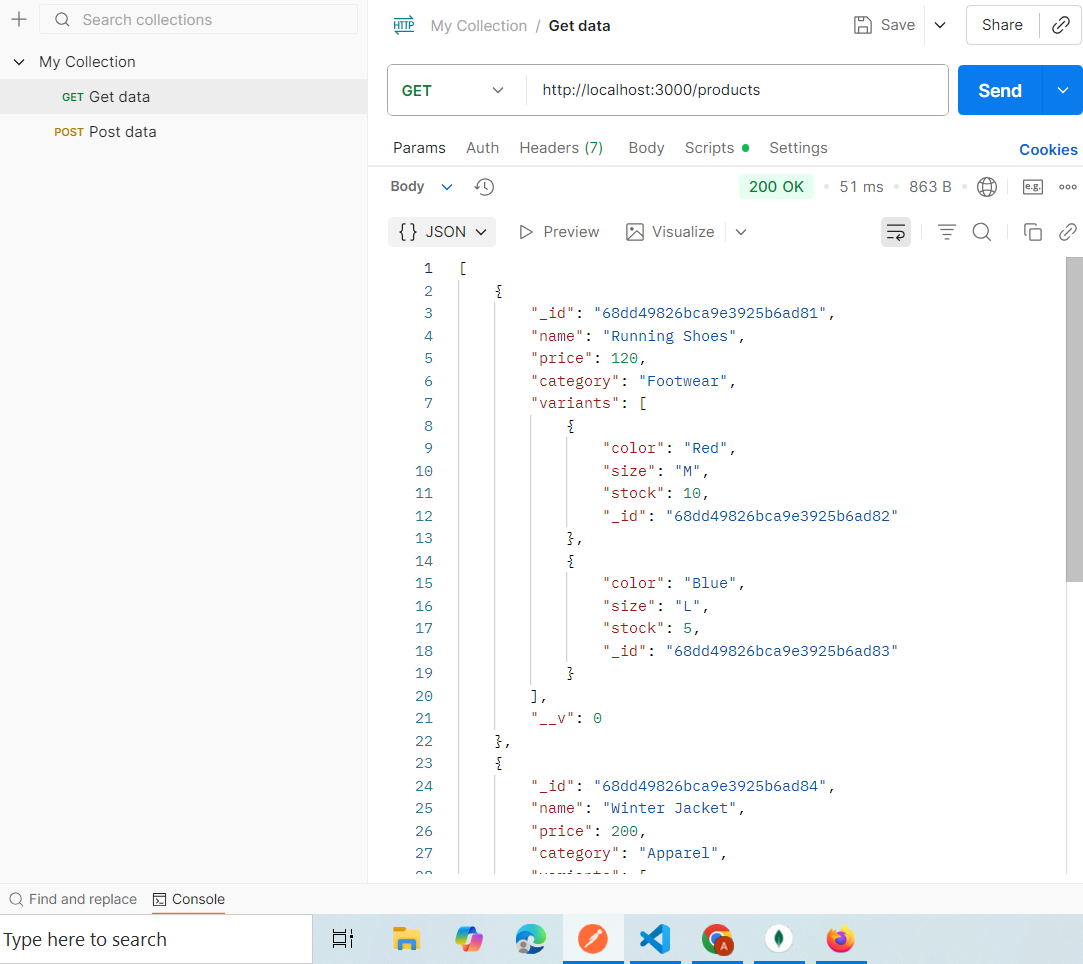 Search collections
My Collection
GET Get data
POST Post data
HTTP My Collection / Get data
Save
Share
GET
http://localhost:3000/products
Send
Params Auth Headers (7) Body Scripts Settings
Cookies
Body
200 OK • 51 ms • 863 B
e.g.
{} JSON Preview Visualize
1 [
2 {
3 "_id": "68dd49826bca9e3925b6ad81",
4 "name": "Running Shoes",
5 "price": 120,
6 "category": "Footwear",
7 "variants": [
8 {
9 "color": "Red",
10 "size": "M",
11 "stock": 10,
12 "_id": "68dd49826bca9e3925b6ad82"
13 },
14 {
15 "color": "Blue",
16 "size": "L",
17 "stock": 5,
18 "_id": "68dd49826bca9e3925b6ad83"
19 }
20 ],
21 "__v": 0
22 },
23 {
24 "_id": "68dd49826bca9e3925b6ad84",
25 "name": "Winter Jacket",
26 "price": 200,
27 "category": "Apparel",
28 "variants": [
Find and replace
Console
Type here to search
A